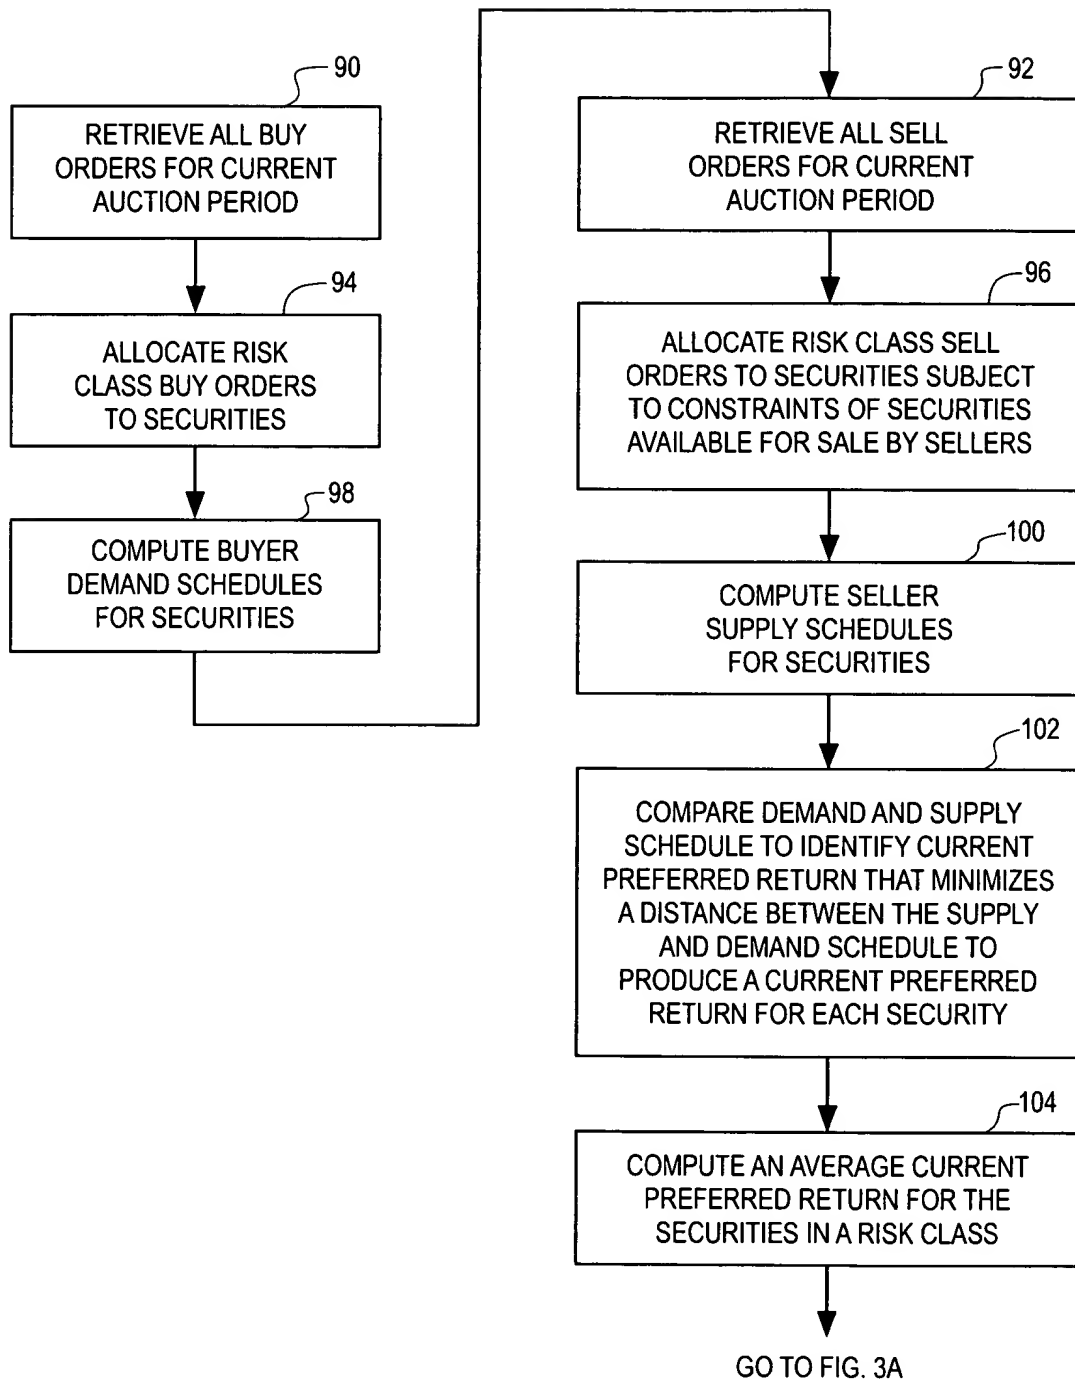 90
RETRIEVE ALL BUY
ORDERS FOR CURRENT
AUCTION PERIOD
94
ALLOCATE RISK
CLASS BUY ORDERS
TO SECURITIES
98
COMPUTE BUYER
DEMAND SCHEDULES
FOR SECURITIES
92
RETRIEVE ALL SELL
ORDERS FOR CURRENT
AUCTION PERIOD
96
ALLOCATE RISK CLASS SELL
ORDERS TO SECURITIES SUBJECT
TO CONSTRAINTS OF SECURITIES
AVAILABLE FOR SALE BY SELLERS
100
COMPUTE SELLER
SUPPLY SCHEDULES
FOR SECURITIES
102
COMPARE DEMAND AND SUPPLY
SCHEDULE TO IDENTIFY CURRENT
PREFERRED RETURN THAT MINIMIZES
A DISTANCE BETWEEN THE SUPPLY
AND DEMAND SCHEDULE TO
PRODUCE A CURRENT PREFERRED
RETURN FOR EACH SECURITY
104
COMPUTE AN AVERAGE CURRENT
PREFERRED RETURN FOR THE
SECURITIES IN A RISK CLASS
GO TO FIG. 3A